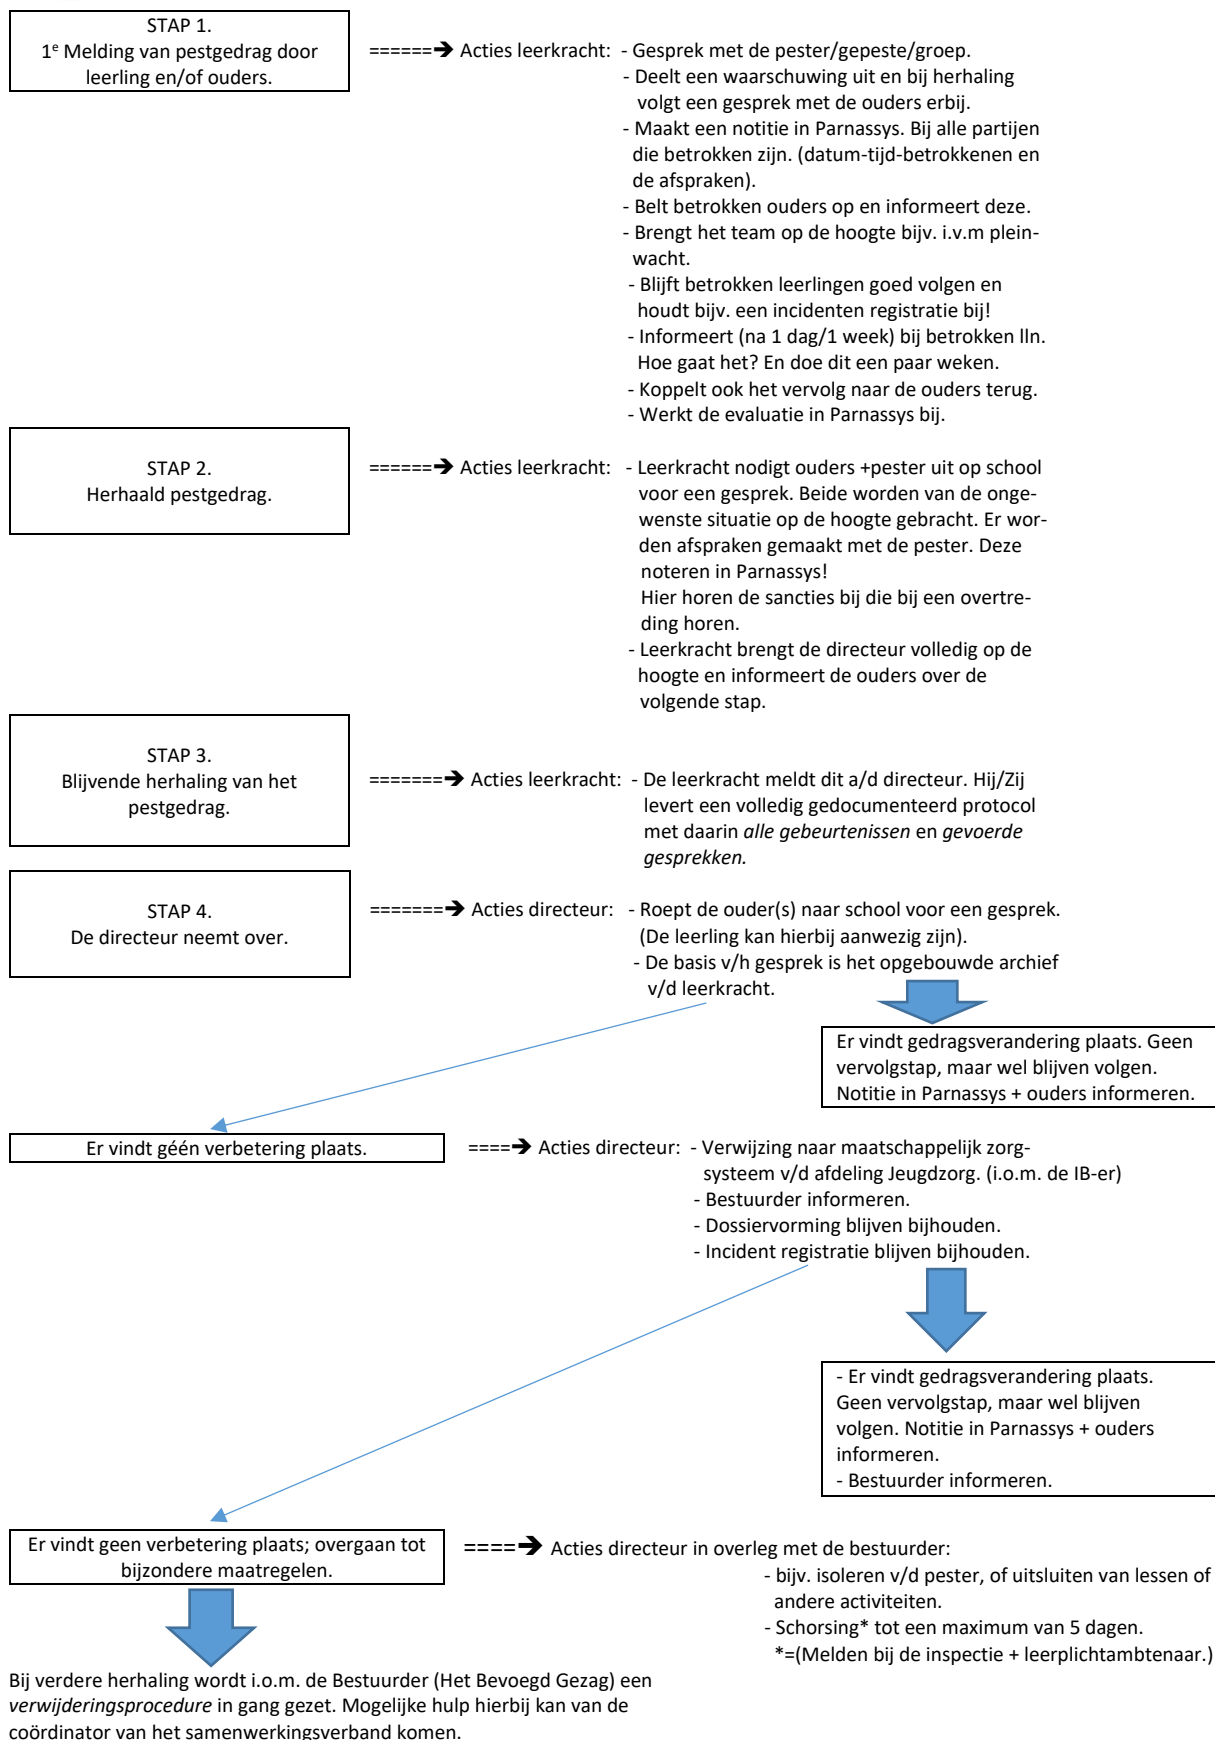 STAP 1.
1e Melding van pestgedrag door
leerling en/of ouders.
======➔ Acties leerkracht: - Gesprek met de pester/gepeste/groep.
- Deelt een waarschuwing uit en bij herhaling
volgt een gesprek met de ouders erbij.
- Maakt een notitie in Parnassys. Bij alle partijen
die betrokken zijn. (datum-tijd-betrokkenen en
de afspraken).
- Belt betrokken ouders op en informeert deze.
- Brengt het team op de hoogte bijv. i.v.m plein-
wacht.
- Blijft betrokken leerlingen goed volgen en
houdt bijv. een incidenten registratie bij!
- Informeert (na 1 dag/1 week) bij betrokken lln.
Hoe gaat het? En doe dit een paar weken.
- Koppelt ook het vervolg naar de ouders terug.
- Werkt de evaluatie in Parnassys bij.
STAP 2.
Herhaald pestgedrag.
======➔ Acties leerkracht: - Leerkracht nodigt ouders +pester uit op school
voor een gesprek. Beide worden van de onge-
wenste situatie op de hoogte gebracht. Er wor-
den afspraken gemaakt met de pester. Deze
noteren in Parnassys!
Hier horen de sancties bij die bij een overtre-
ding horen.
- Leerkracht brengt de directeur volledig op de
hoogte en informeert de ouders over de
volgende stap.
STAP 3.
Blijvende herhaling van het
pestgedrag.
=======➔ Acties leerkracht: - De leerkracht meldt dit a/d directeur. Hij/Zij
levert een volledig gedocumenteerd protocol
met daarin alle gebeurtenissen en gevoerde
gesprekken.
STAP 4.
De directeur neemt over.
=======➔ Acties directeur: - Roept de ouder(s) naar school voor een gesprek.
(De leerling kan hierbij aanwezig zijn).
- De basis v/h gesprek is het opgebouwde archief
v/d leerkracht.
Er vindt gedragsverandering plaats. Geen
vervolgstap, maar wel blijven volgen.
Notitie in Parnassys + ouders informeren.
Er vindt géén verbetering plaats.
====➔ Acties directeur: - Verwijzing naar maatschappelijk zorg-
systeem v/d afdeling Jeugdzorg. (i.o.m. de IB-er)
- Bestuurder informeren.
- Dossiervorming blijven bijhouden.
- Incident registratie blijven bijhouden.
- Er vindt gedragsverandering plaats.
Geen vervolgstap, maar wel blijven
volgen. Notitie in Parnassys + ouders
informeren.
- Bestuurder informeren.
Er vindt geen verbetering plaats; overgaan tot
bijzondere maatregelen.
====➔ Acties directeur in overleg met de bestuurder:
- bijv. isoleren v/d pester, of uitsluiten van lessen of
andere activiteiten.
- Schorsing* tot een maximum van 5 dagen.
*=(Melden bij de inspectie + leerplichtambtenaar.)
Bij verdere herhaling wordt i.o.m. de Bestuurder (Het Bevoegd Gezag) een
verwijderingsprocedure in gang gezet. Mogelijke hulp hierbij kan van de
coördinator van het samenwerkingsverband komen.